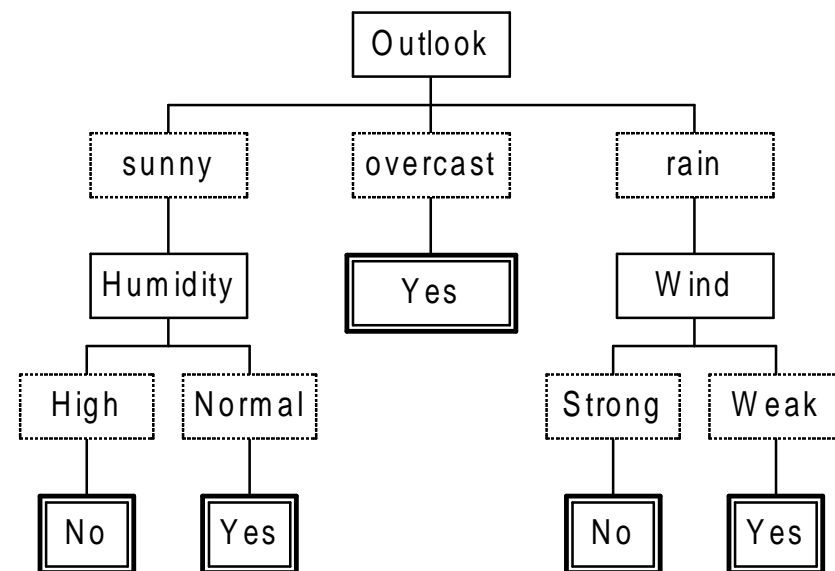 Outlook
sunny overcast rain
Humidity Yes Wind
High Normal Strong Weak
No Yes No Yes